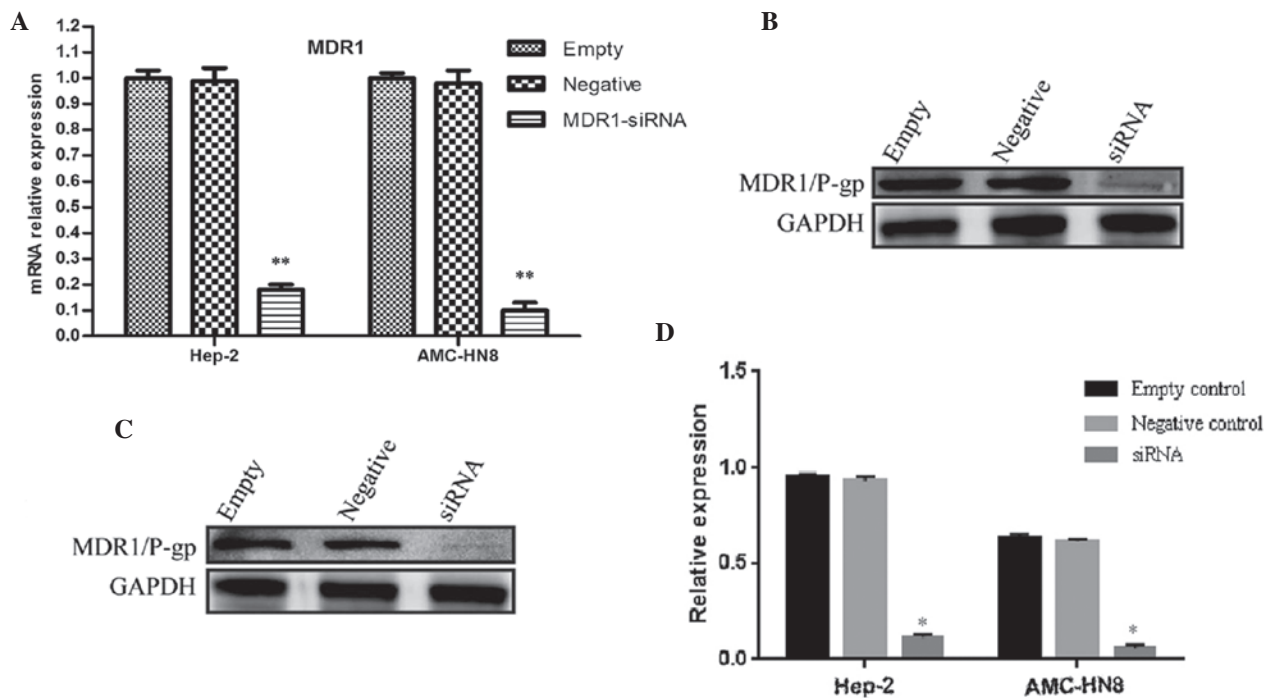 A
MDR1
mRNA relative expression
1.2
1.1
1.0
0.9
0.8
0.7
0.6
0.5
0.4
0.3
0.2
0.1
0.0
**
**
Hep-2
AMC-HN8
Empty
Negative
MDR1-siRNA
B
Empty
Negative
siRNA
MDR1/P-gp
GAPDH
C
Empty
Negative
siRNA
MDR1/P-gp
GAPDH
D
Relative expression
1.5
1.0
0.5
0.0
*
*
Hep-2
AMC-HN8
Empty control
Negative control
siRNA